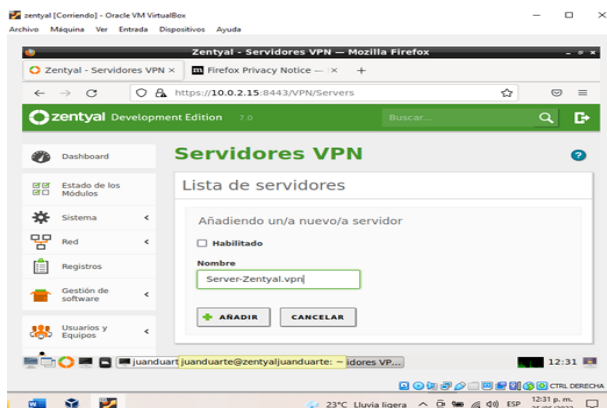 zentyal [Corriendo] - Oracle VM VirtualBox
Archivo Máquina Ver Entrada Dispositivos Ayuda
Zentyal - Servidores VPN — Mozilla Firefox
Zentyal - Servidores VPN ×
Firefox Privacy Notice — ×
+
https://10.0.2.15:8443/VPN/Servers
zentyal Development Edition 7.0
Buscar...
Dashboard
Estado de los
Módulos
Sistema
Red
Registros
Gestión de
software
Usuarios y
Equipos
Servidores VPN
Lista de servidores
Añadiendo un/a nuevo/a servidor
Habilitado
Nombre
Server-Zentyal.vpn
+ AÑADIR
CANCELAR
juanduart
juanduarte@zentyaljuanduarte: ~
idores VP...
12:31
CTRL DERECHA
23°C Lluvia ligera
ESP
12:31 p. m.